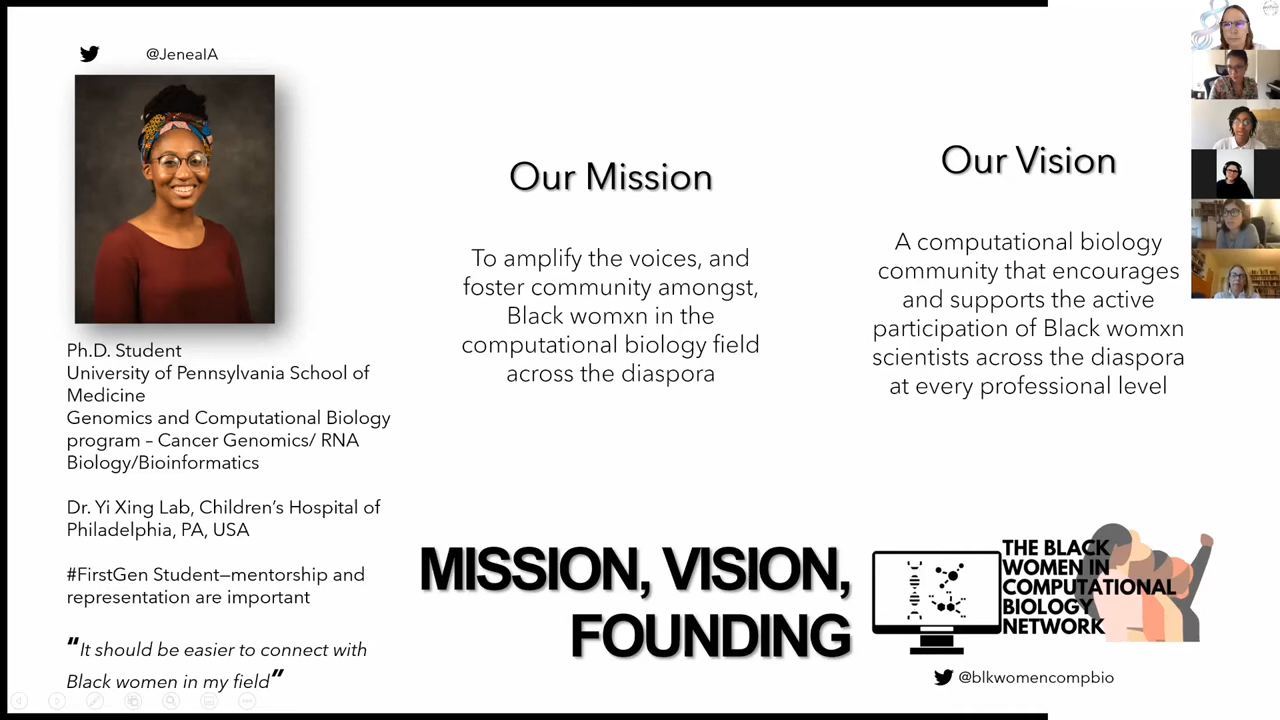 @JenealA
Ph.D. Student
University of Pennsylvania School of
Medicine
Genomics and Computational Biology
program – Cancer Genomics/ RNA
Biology/Bioinformatics
Dr. Yi Xing Lab, Children’s Hospital of
Philadelphia, PA, USA
#FirstGen Student—mentorship and
representation are important
“It should be easier to connect with
Black women in my field”
Our Mission
To amplify the voices, and
foster community amongst,
Black womxn in the
computational biology field
across the diaspora
Our Vision
A computational biology
community that encourages
and supports the active
participation of Black womxn
scientists across the diaspora
at every professional level
MISSION, VISION,
FOUNDING
THE BLACK
WOMEN IN
COMPUTATIONAL
BIOLOGY
NETWORK
@blkwomencompbio